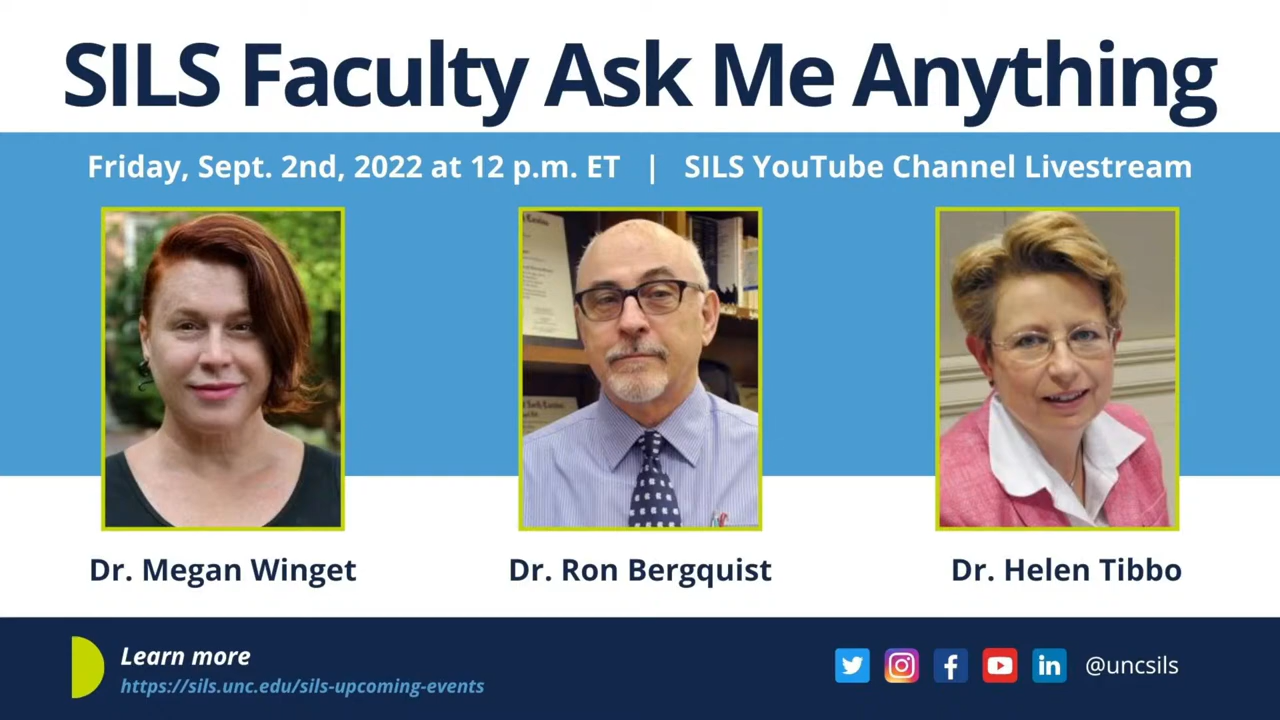 SILS Faculty Ask Me Anything
Friday, Sept. 2nd, 2022 at 12 p.m. ET | SILS YouTube Channel Livestream
Dr. Megan Winget
Dr. Ron Bergquist
Dr. Helen Tibbo
Learn more
https://sils.unc.edu/sils-upcoming-events
@uncsils